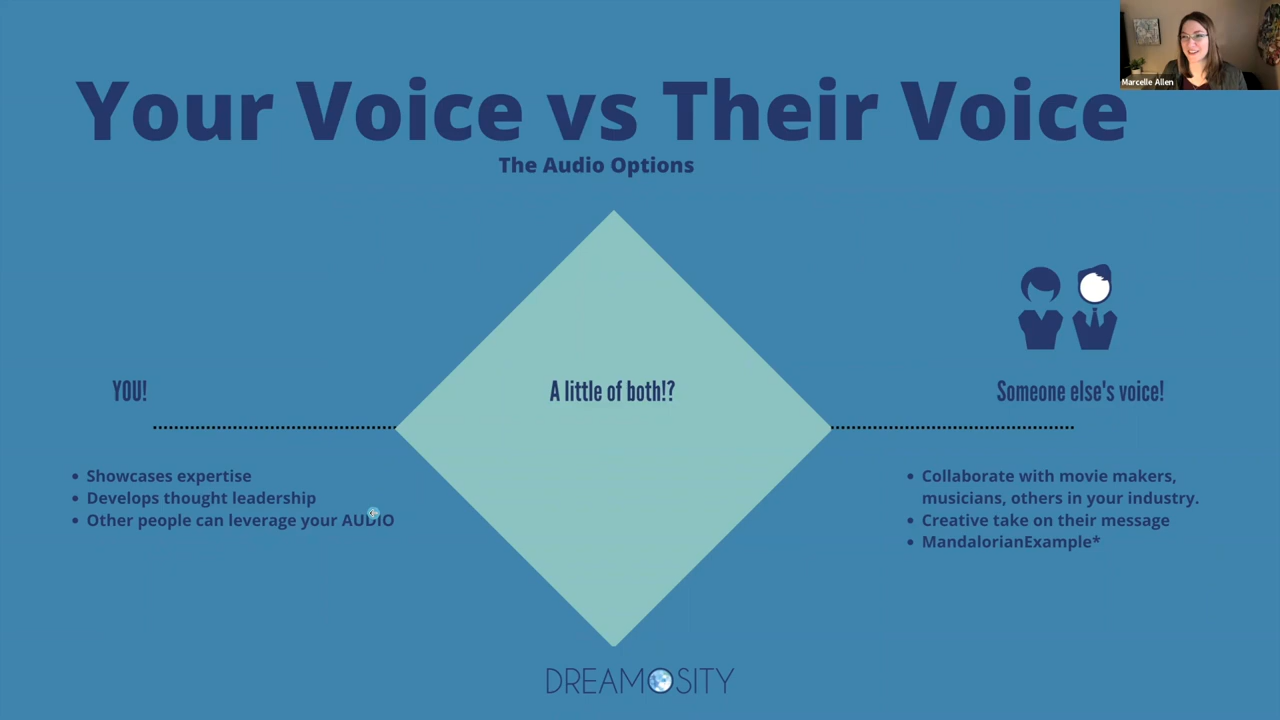 Marcelle Allen
Your Voice vs Their Voice
The Audio Options
YOU!
A little of both!?
Someone else's voice!
• Showcases expertise
• Develops thought leadership
• Other people can leverage your AUDIO
• Collaborate with movie makers,
musicians, others in your industry.
• Creative take on their message
• MandalorianExample*
DREAMOSITY